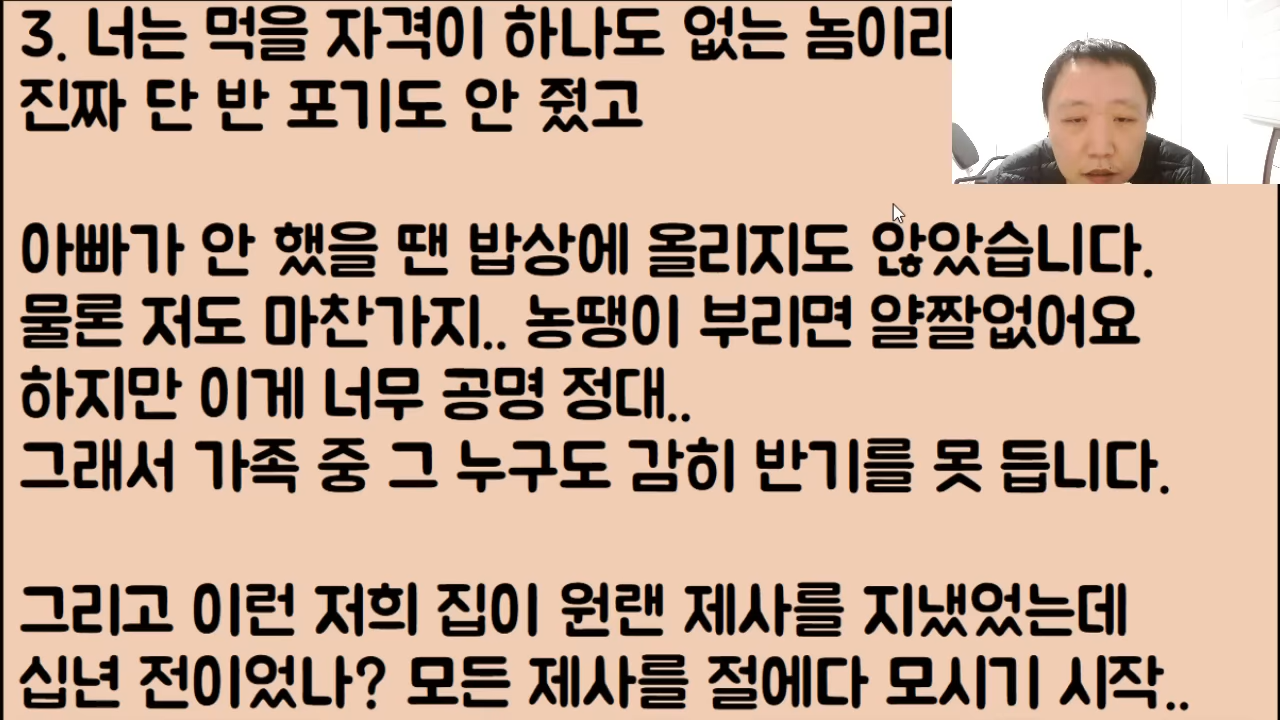 3. 너는 먹을 자격이 하나도 없는 놈이라
진짜 단 반 포기도 안 줬고
아빠가 안 했을 땐 밥상에 올리지도 않았습니다.
물론 저도 마찬가지.. 농땡이 부리면 얄짤없어요
하지만 이게 너무 공명 정대..
그래서 가족 중 그 누구도 감히 반기를 못 듭니다.
그리고 이런 저희 집이 원랜 제사를 지냈었는데
십년 전이었나? 모든 제사를 절에다 모시기 시작..